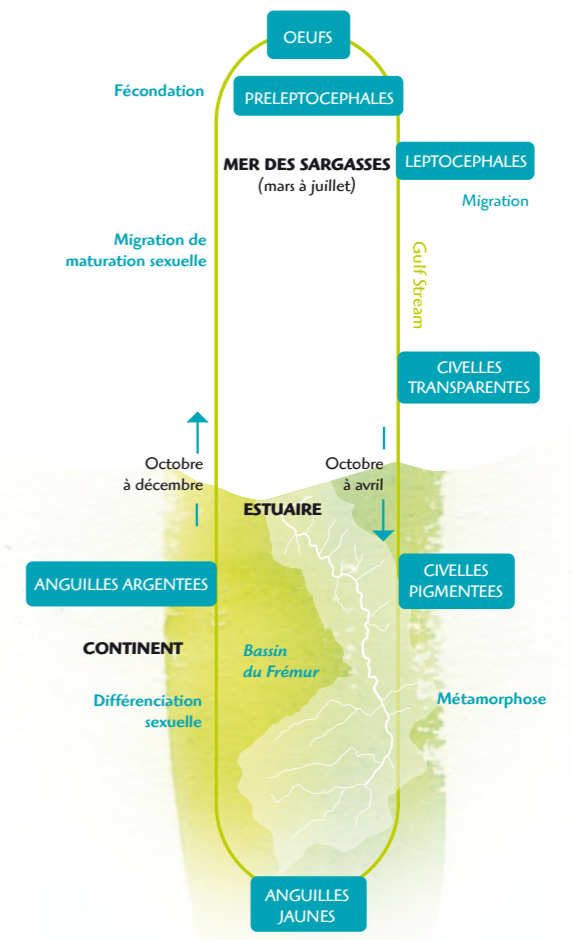 OEUFS
Fécondation
PRELEPTOCEPHALES
MER DES SARGASSES
(mars à juillet)
LEPTOCEPHALES
Migration
Migration de
maturation sexuelle
Gulf Stream
CIVELLES
TRANSPARENTES
Octobre
à décembre
Octobre
à avril
ESTUAIRE
ANGUILLES ARGENTEES
CIVELLES
PIGMENTEES
CONTINENT
Bassin
du Frémur
Différenciation
sexuelle
Métamorphose
ANGUILLES
JAUNES